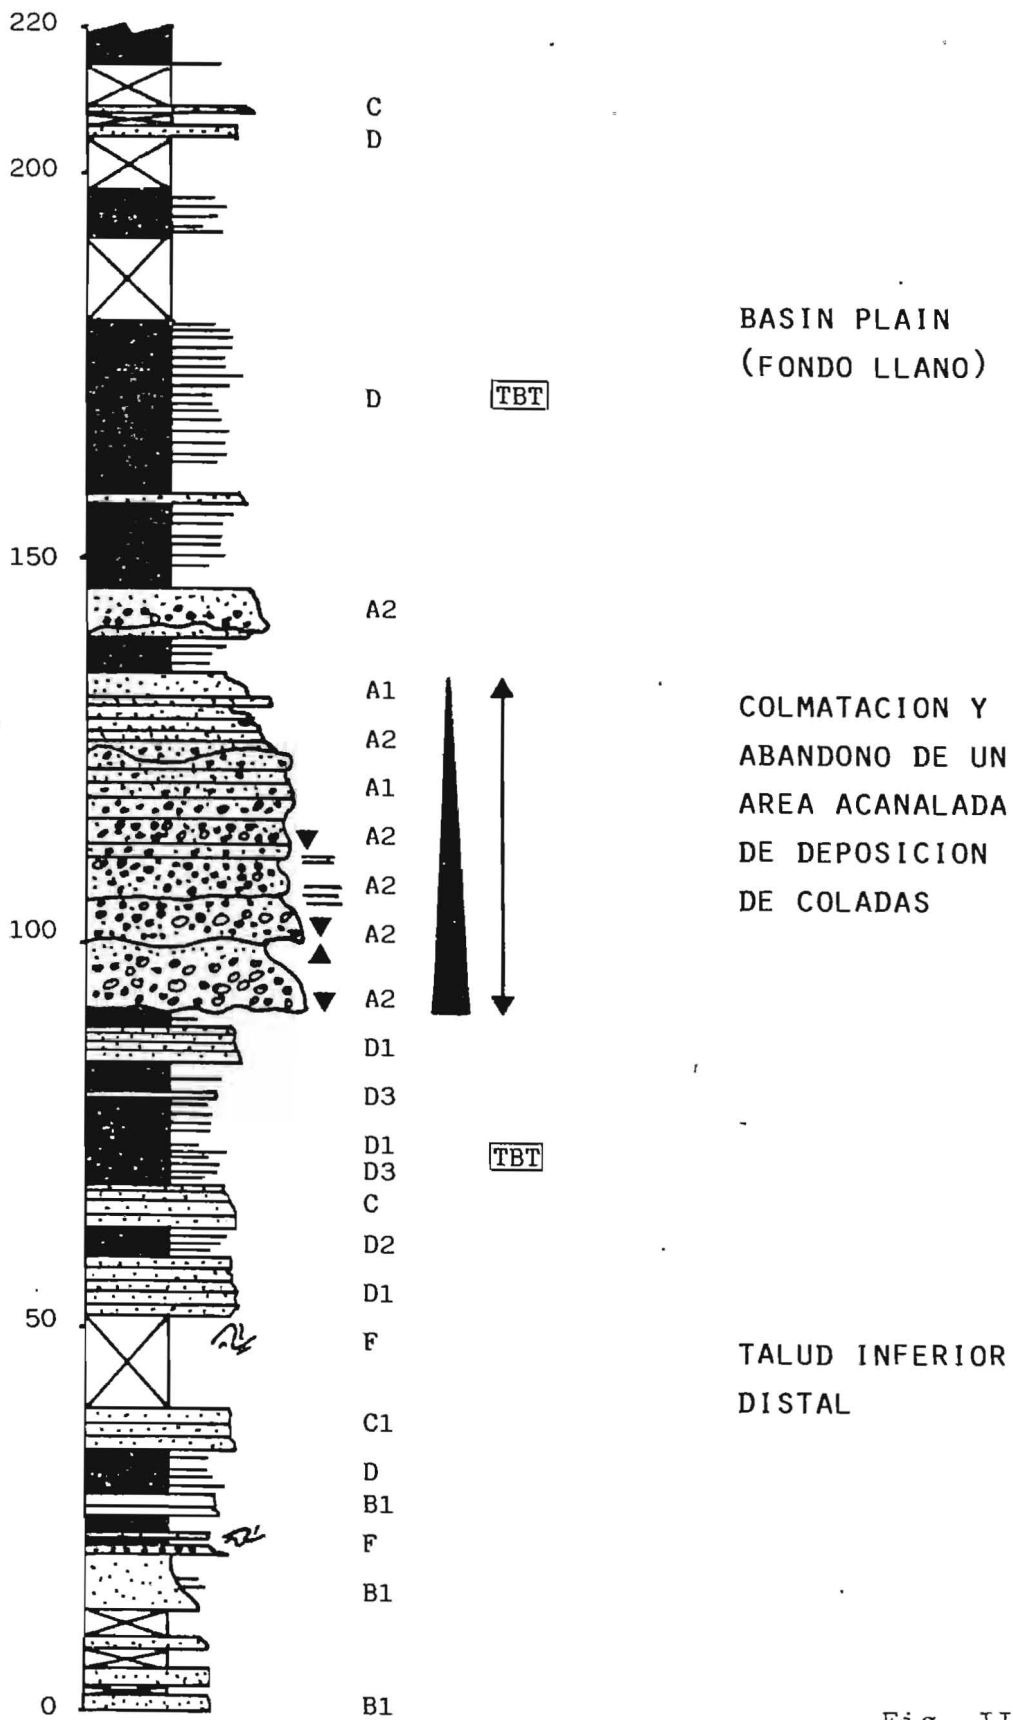 220
C
D
200
BASIN PLAIN
(FONDO LLANO)
D
TBT
150
A2
A1
A2
A1
A2
A2
100
A2
A2
COLMATACION Y
ABANDONO DE UN
AREA ACANALADA
DE DEPOSICION
DE COLADAS
D1
D3
D1
TBT
D3
C
D2
D1
50
F
TALUD INFERIOR
DISTAL
C1
D
B1
F
B1
0
B1
Fig. II